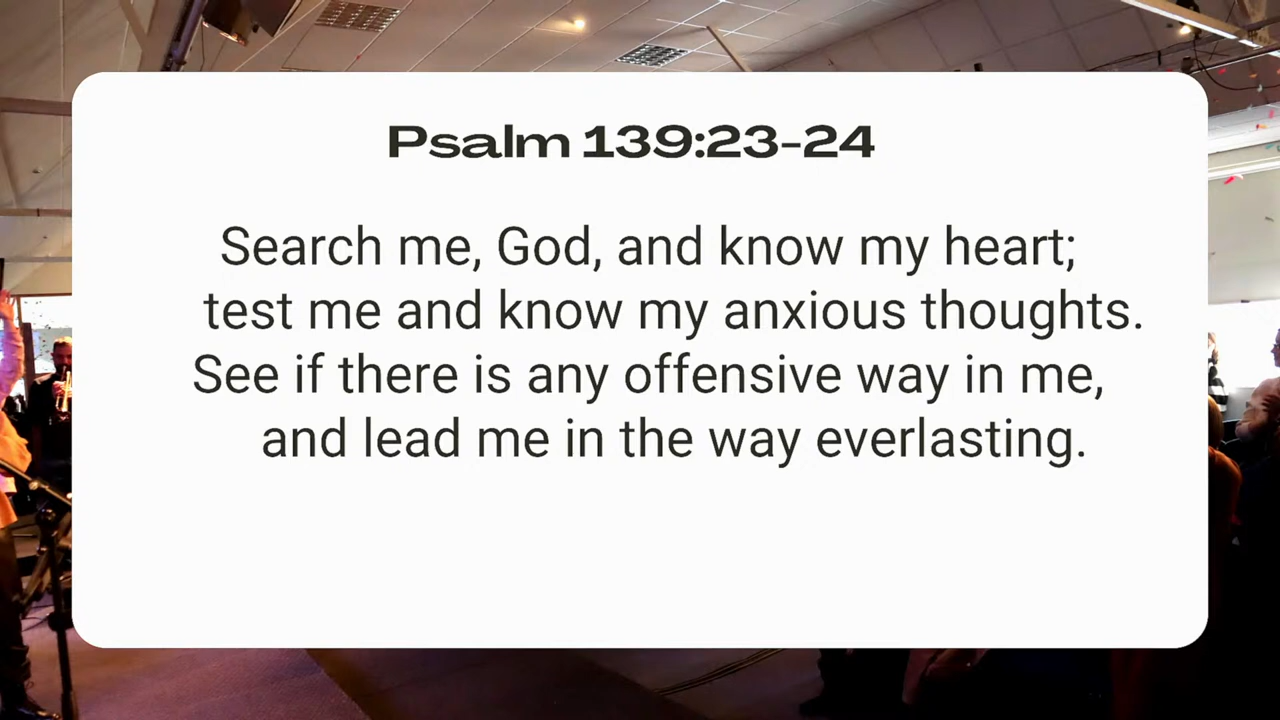 Psalm 139:23-24
Search me, God, and know my heart;
test me and know my anxious thoughts.
See if there is any offensive way in me,
and lead me in the way everlasting.